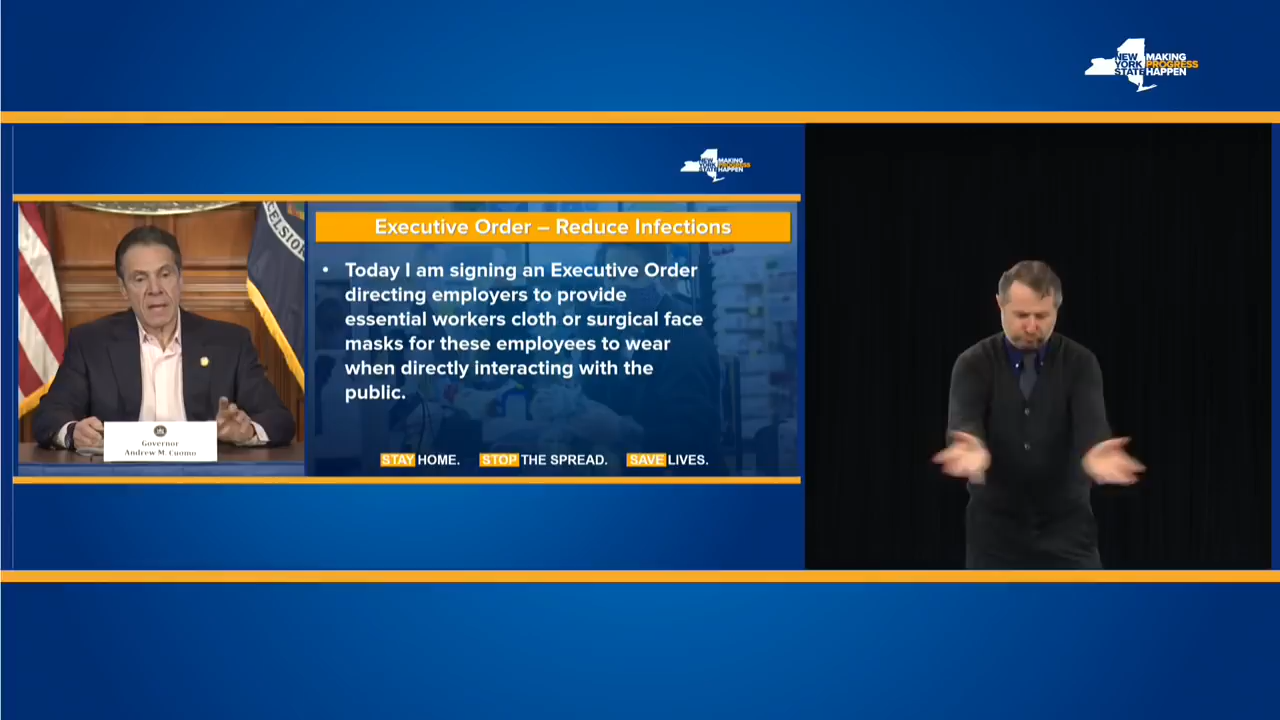 NEW YORK STATE
MAKING PROGRESS HAPPEN
NEW YORK STATE
MAKING PROGRESS HAPPEN
CELSIOR
Executive Order – Reduce Infections
• Today I am signing an Executive Order
directing employers to provide
essential workers cloth or surgical face
masks for these employees to wear
when directly interacting with the
public.
Governor
Andrew M. Cuomo
STAY HOME. STOP THE SPREAD. SAVE LIVES.